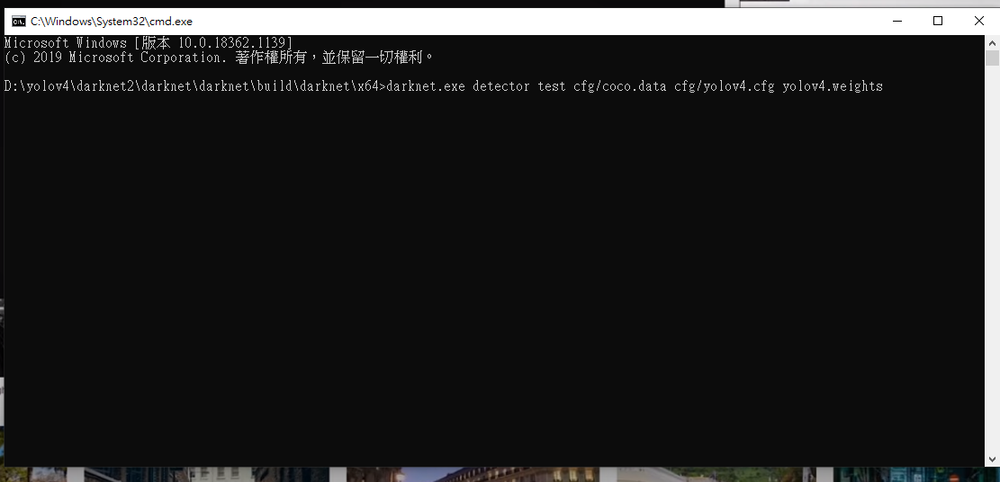 C:\Windows\System32\cmd.exe
Microsoft Windows [版本 10.0.18362.1139]
(c) 2019 Microsoft Corporation. 著作權所有，並保留一切權利。
D:\yolov4\darknet2\darknet\darknet\build\darknet\x64>darknet.exe detector test cfg/coco.data cfg/yolov4.cfg yolov4.weights